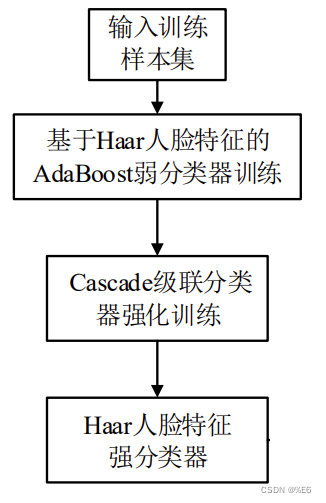 输入训练
样本集
基于Haar人脸特征的
AdaBoost弱分类器训练
Cascade级联分类
器强化训练
Haar人脸特征
强分类器
CSDN @%E6